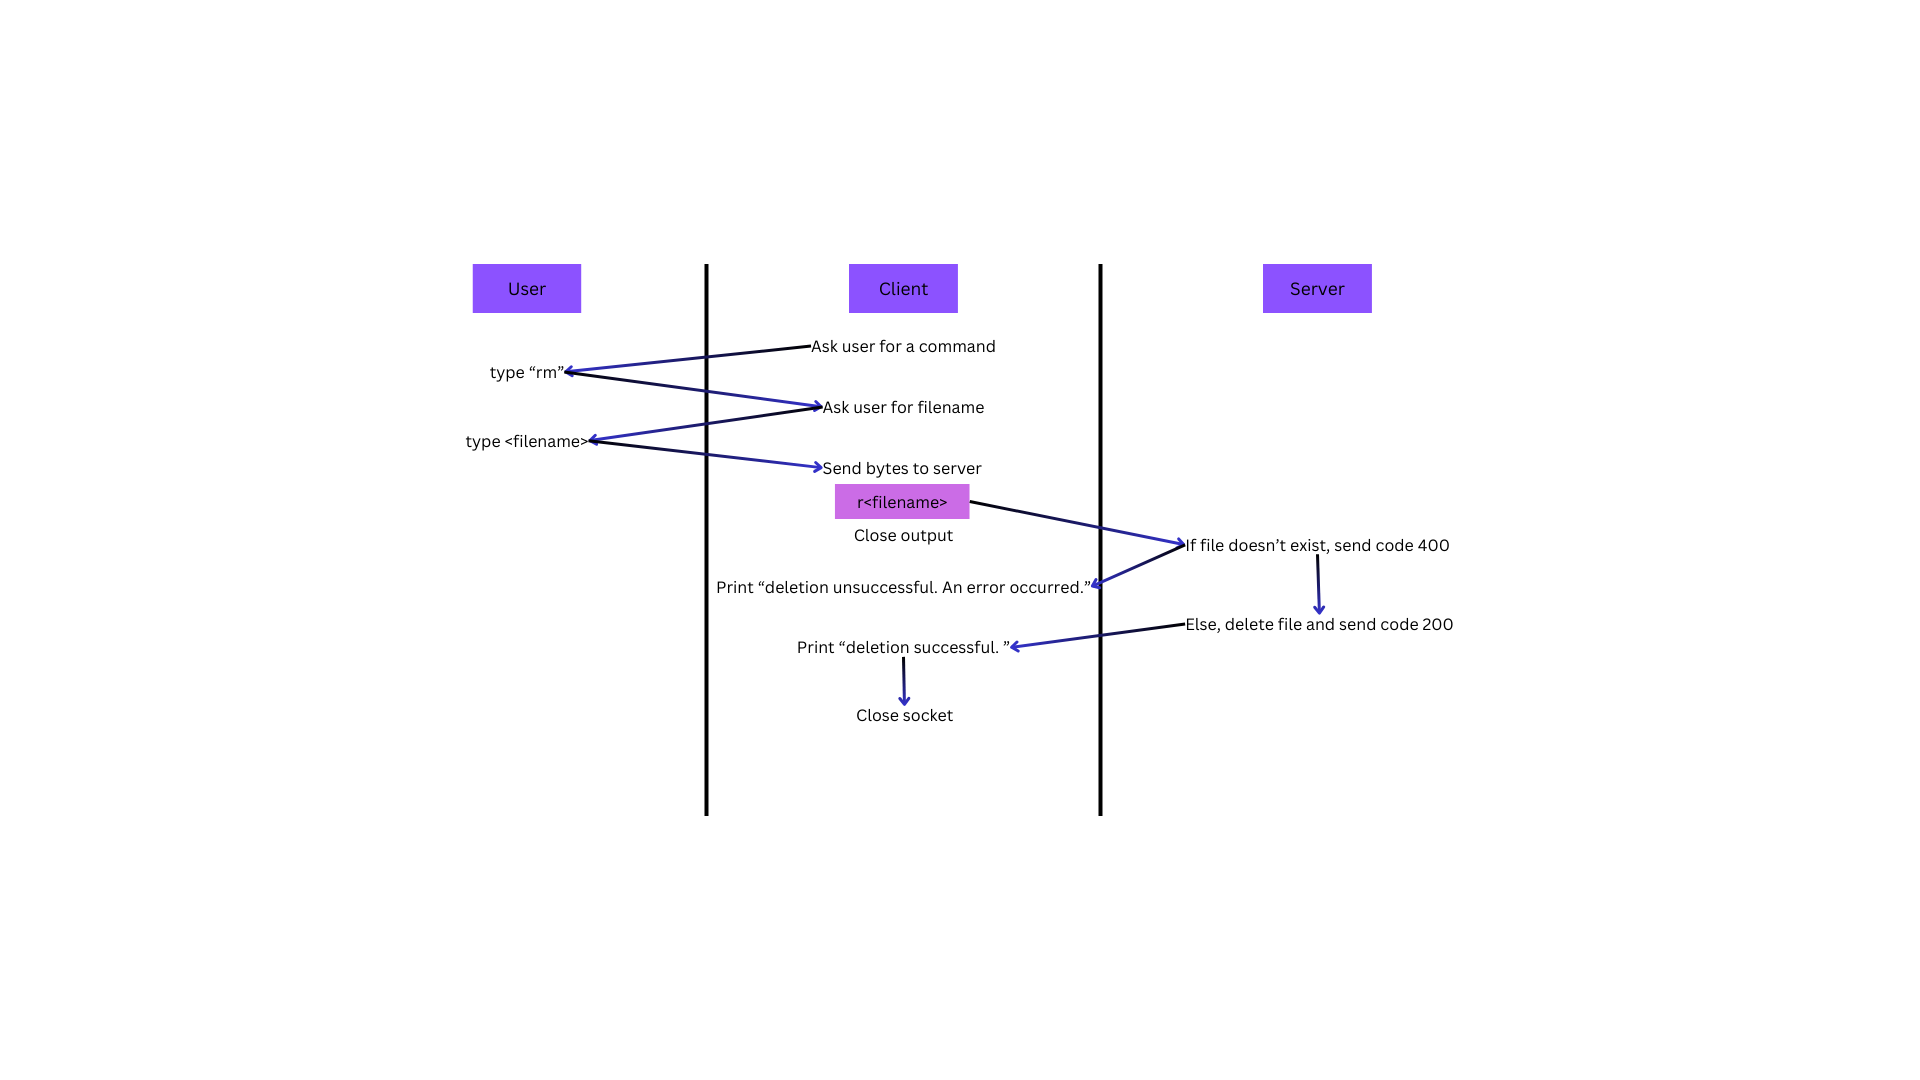 User
Client
Server
Ask user for a command
type “rm”
Ask user for filename
type <filename>
Send bytes to server
r<filename>
Close output
If file doesn’t exist, send code 400
Print “deletion unsuccessful. An error occurred.”
Else, delete file and send code 200
Print “deletion successful. ”
Close socket